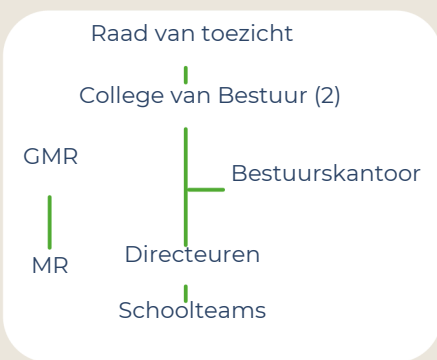 Raad van toezicht
College van Bestuur (2)
GMR
Bestuurskantoor
Directeuren
MR
Schoolteams